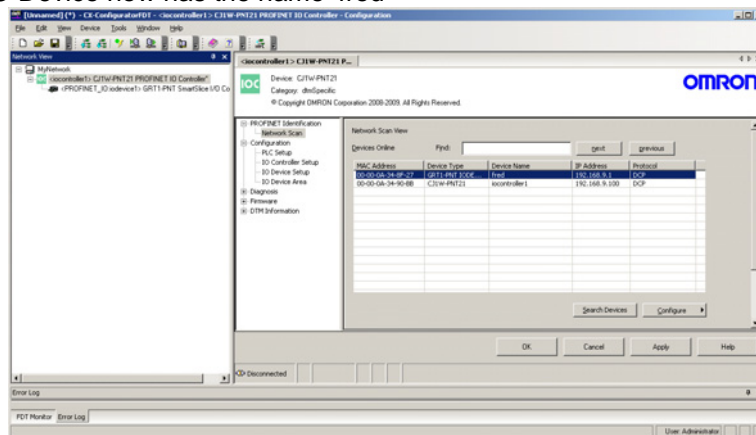 Device now has the name 'fred'
[Unnamed] (*) - CX-ConfiguratorFDT - <iocontroller1> CJ1W-PNT21 PROFINET IO Controller - Configuration
File Edit View Device Tools Window Help
Network View
MyNetwork
<iocontroller1> CJ1W-PNT21 PROFINET IO Controller*
<PROFINET_IO iodevice1> GRT1-PNT SmartSlice I/O Co
<iocontroller1> CJ1W-PNT21 P...
IOC
Device: CJ1W-PNT21
Category: dtmSpecific
© Copyright OMRON Corporation 2008-2009. All Rights Reserved.
OMRON
PROFINET Identification
Network Scan
Configuration
PLC Setup
IO Controller Setup
IO Device Setup
IO Device Area
Diagnosis
Firmware
DTM Information
Network Scan View
Devices Online Find: next previous
MAC Address Device Type Device Name IP Address Protocol
00-00-0A-34-8F-27 GRT1-PNT IODE... fred 192.168.9.1 DCP
00-00-0A-34-90-BB CJ1W-PNT21 iocontroller1 192.168.9.100 DCP
Search Devices Configure
OK Cancel Apply Help
Disconnected
Error Log
FDT Monitor Error Log
User: Administrator